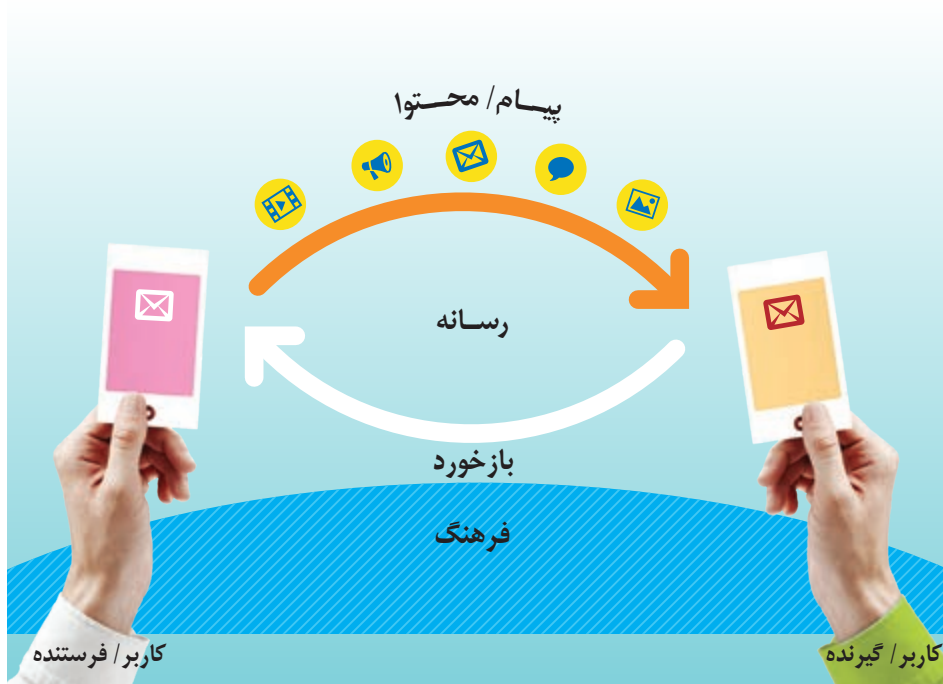 پیام/ محتوا
رسانه
بازخورد
فرهنگ
کاربر/ گیرنده
کاربر/ فرستنده